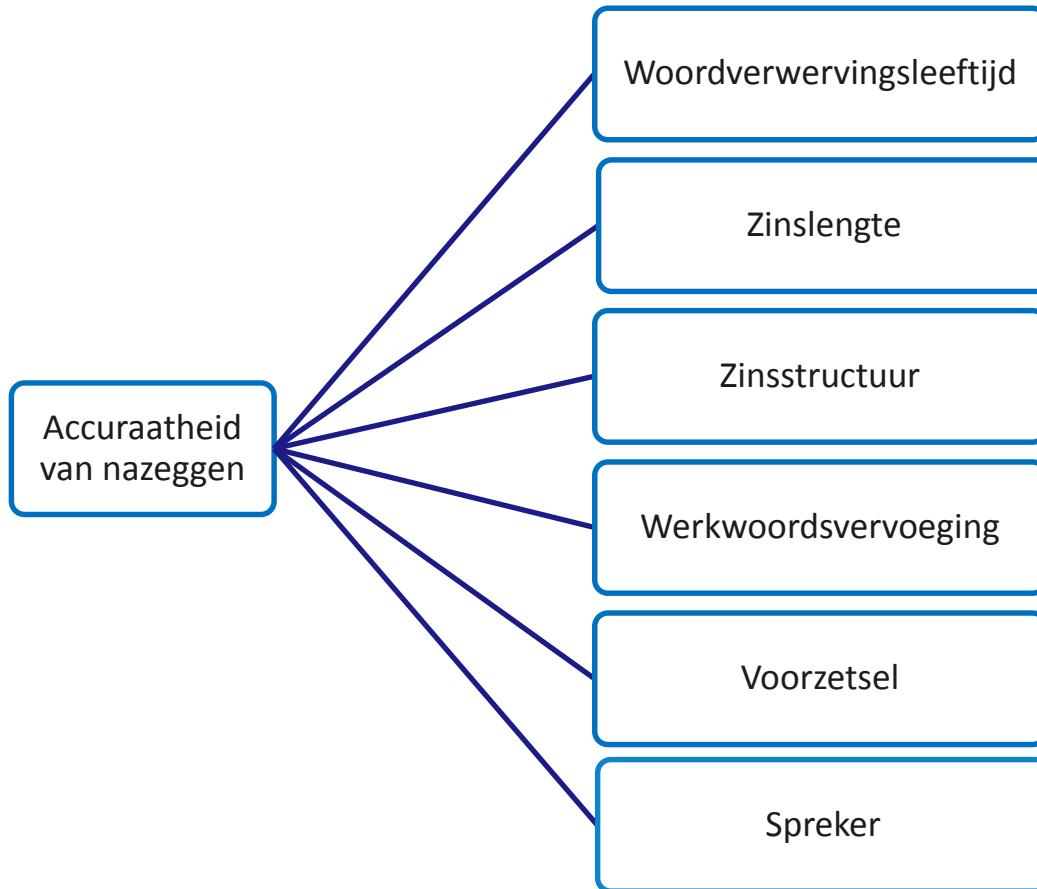 Woordverwervingsleeftijd
Zinslengte
Zinsstructuur
Accuraatheid
van nazeggen
Werkwoordsvervoeging
Voorzetsel
Spreker